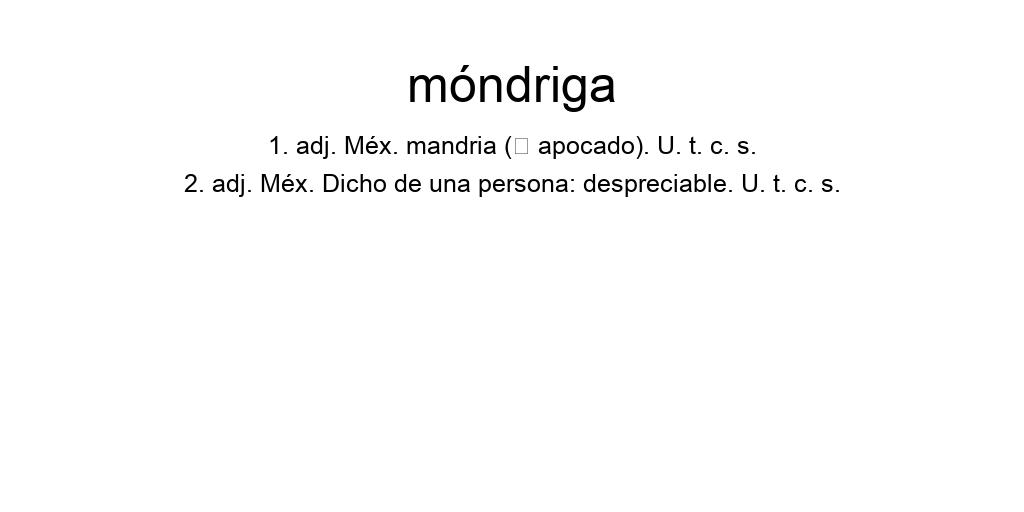 móndriga
1. adj. Méx. mandria (□ apocado). U. t. c. s.
2. adj. Méx. Dicho de una persona: despreciable. U. t. c. s.